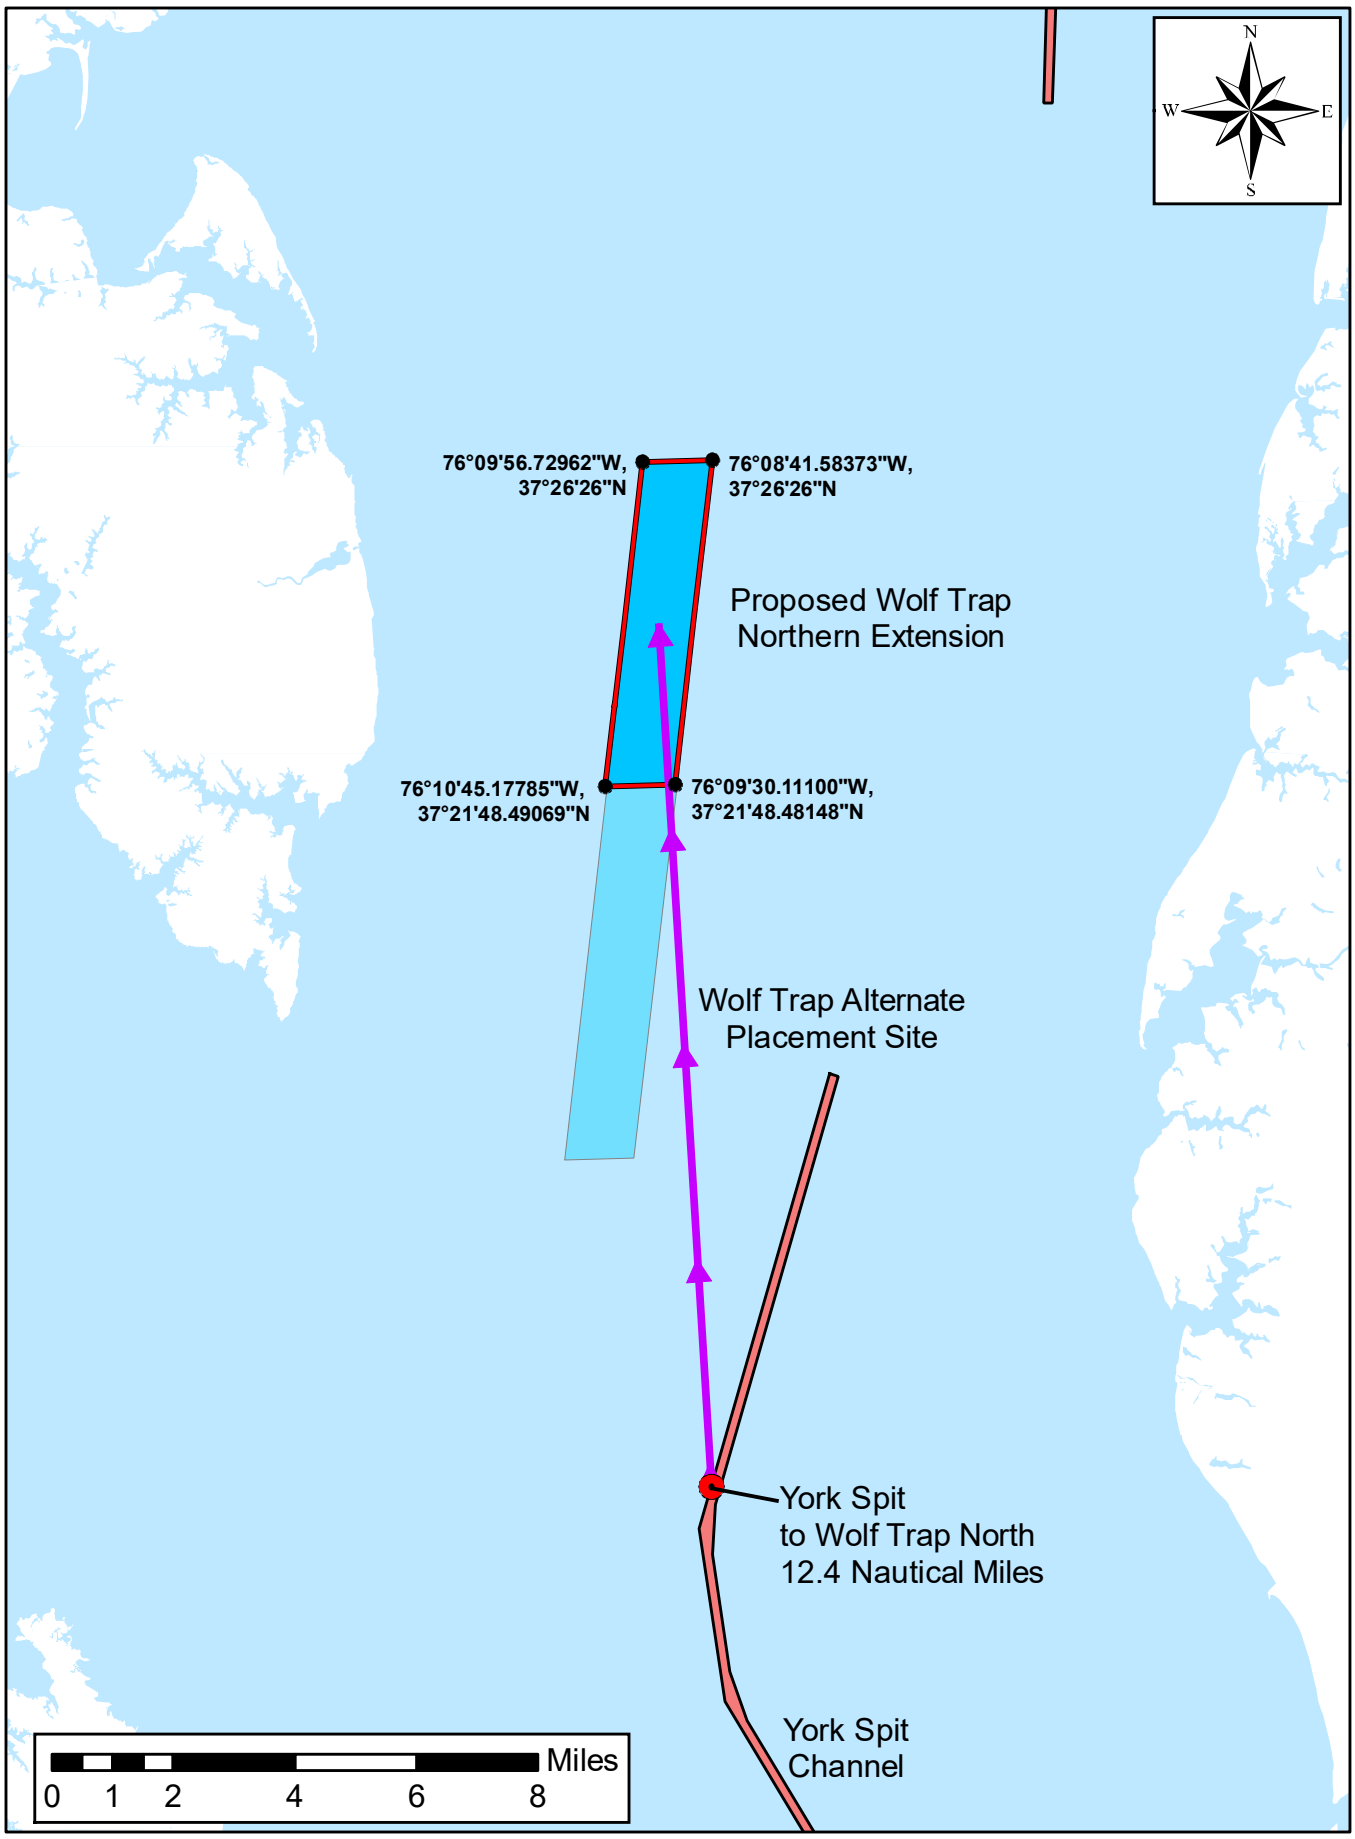 N
W E
S
76°09'56.72962"W,
37°26'26"N
76°08'41.58373"W,
37°26'26"N
Proposed Wolf Trap
Northern Extension
76°10'45.17785"W,
37°21'48.49069"N
76°09'30.11100"W,
37°21'48.48148"N
Wolf Trap Alternate
Placement Site
York Spit
to Wolf Trap North
12.4 Nautical Miles
York Spit
Channel
Miles
0 1 2 4 6 8